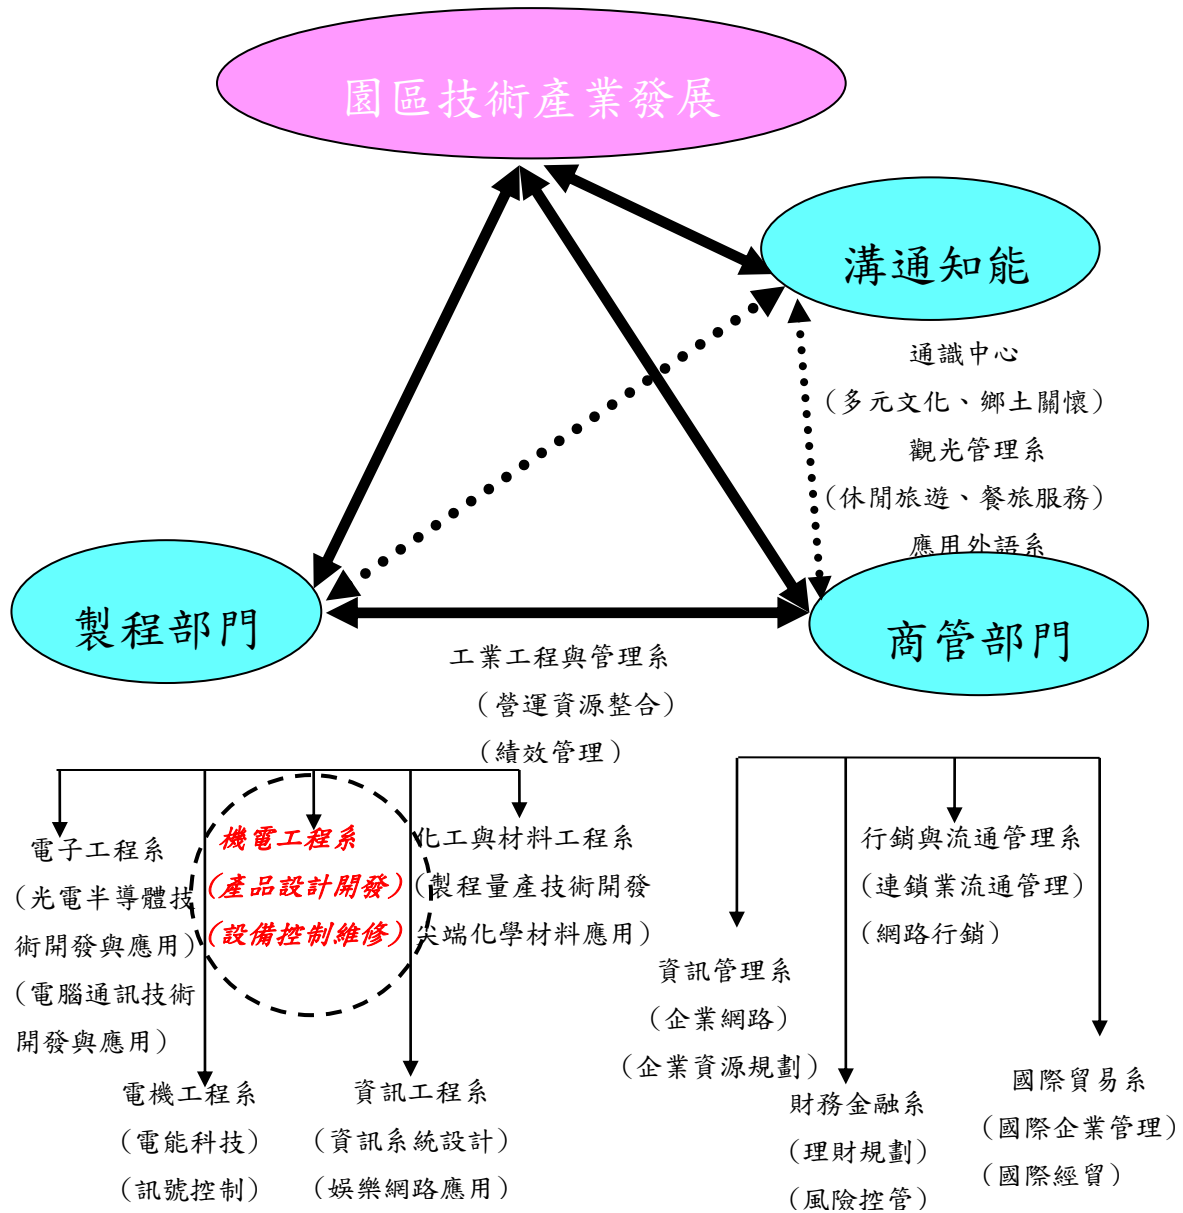 園區技術產業發展
溝通知能
通識中心
（多元文化、鄉土關懷）
觀光管理系
（休閒旅遊、餐旅服務）
應用外語系
製程部門
商管部門
工業工程與管理系
（營運資源整合）
（績效管理）
電子工程系
（光電半導體技
術開發與應用）
（電腦通訊技術
開發與應用）
機電工程系
（產品設計開發）
（設備控制維修）
化工與材料工程系
（製程量產技術開發
尖端化學材料應用）
電機工程系
（電能科技）
（訊號控制）
資訊工程系
（資訊系統設計）
（娛樂網路應用）
資訊管理系
（企業網路）
（企業資源規劃）
行銷與流通管理系
（連鎖業流通管理）
（網路行銷）
財務金融系
（理財規劃）
（風險控管）
國際貿易系
（國際企業管理）
（國際經貿）